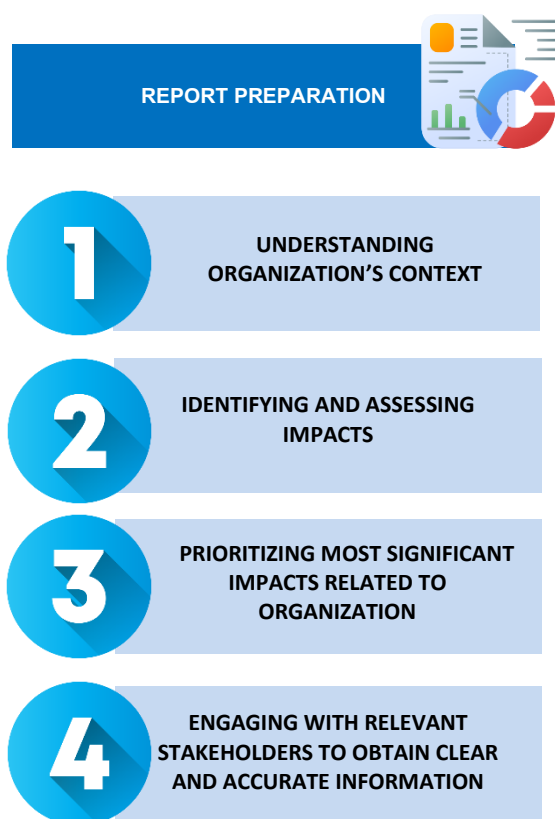 REPORT PREPARATION
1
UNDERSTANDING
ORGANIZATION’S CONTEXT
2
IDENTIFYING AND ASSESSING
IMPACTS
3
PRIORITIZING MOST SIGNIFICANT
IMPACTS RELATED TO
ORGANIZATION
4
ENGAGING WITH RELEVANT
STAKEHOLDERS TO OBTAIN CLEAR
AND ACCURATE INFORMATION